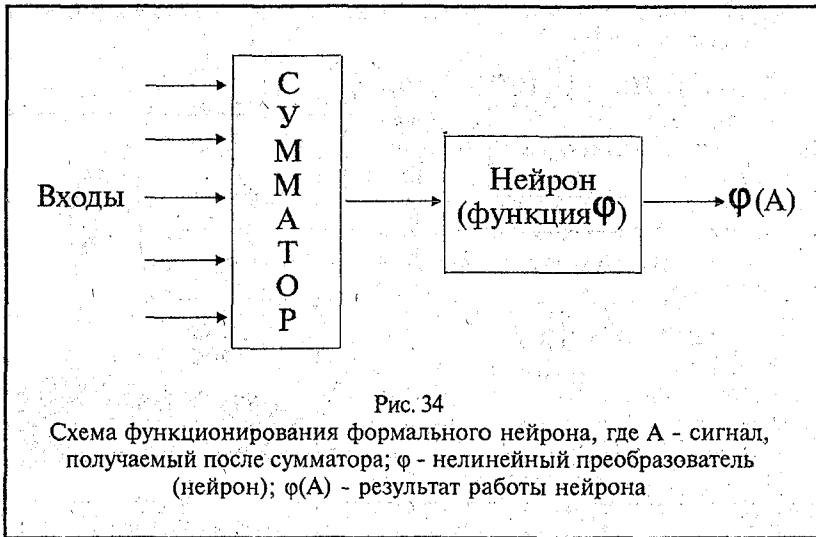 С
У
М
М
А
Т
О
Р
Входы
Нейрон
(функция φ)
φ(A)
Рис. 34
Схема функционирования формального нейрона, где А - сигнал,
получаемый после сумматора; φ - нелинейный преобразователь
(нейрон); φ(А) - результат работы нейрона